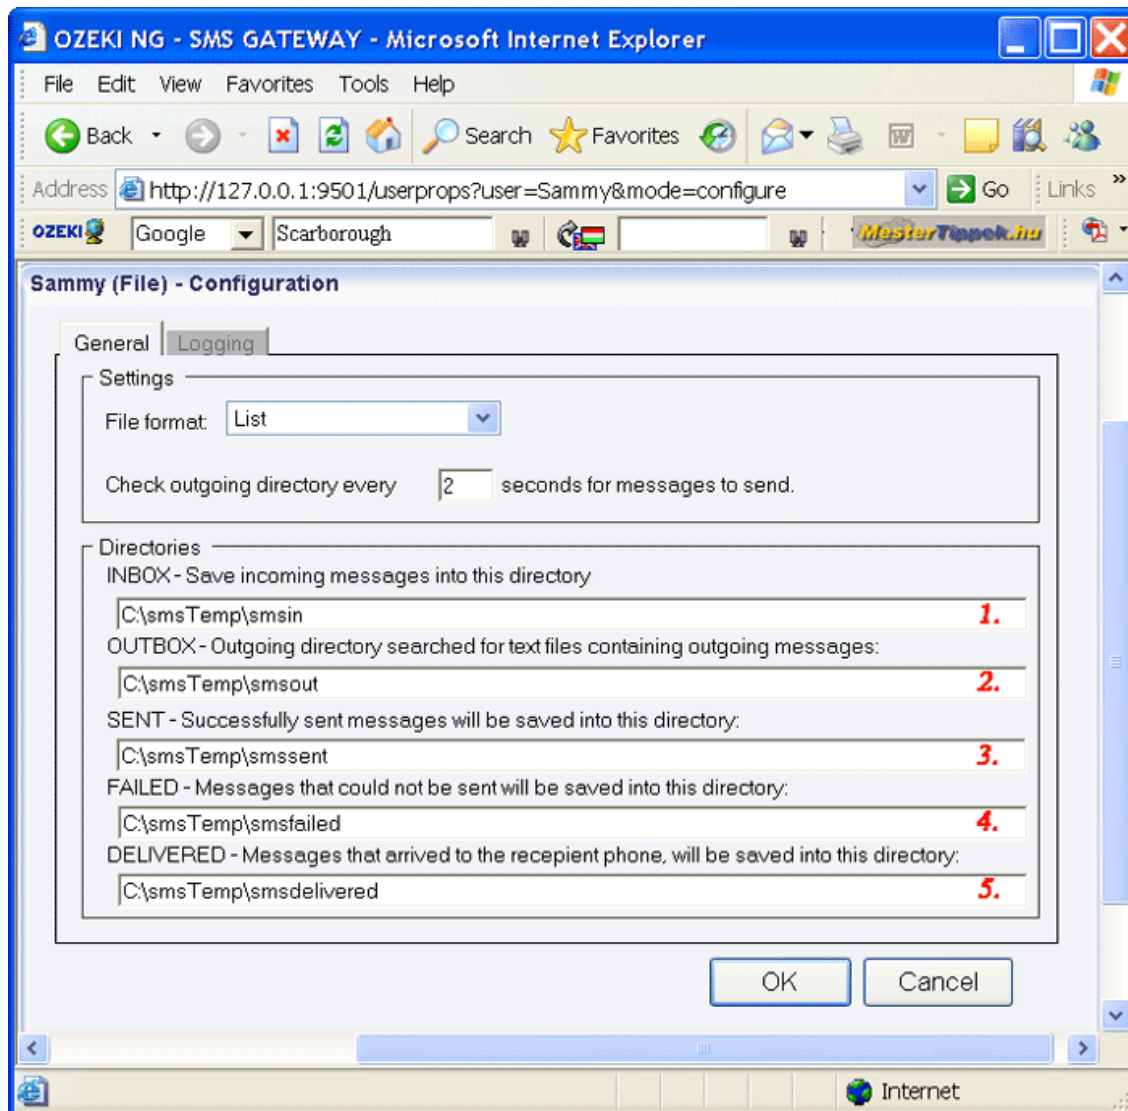 OZEKI NG - SMS GATEWAY - Microsoft Internet Explorer
File Edit View Favorites Tools Help
Back Search Favorites W
Address http://127.0.0.1:9501/userprops?user=Sammy&mode=configure Go Links »
OZEKI Google Scarborough MesterTippek.hu
Sammy (File) - Configuration
General Logging
Settings
File format: List
Check outgoing directory every 2 seconds for messages to send.
Directories
INBOX - Save incoming messages into this directory
C:\smsTemp\smsin 1.
OUTBOX - Outgoing directory searched for text files containing outgoing messages:
C:\smsTemp\smsout 2.
SENT - Successfully sent messages will be saved into this directory:
C:\smsTemp\smssent 3.
FAILED - Messages that could not be sent will be saved into this directory:
C:\smsTemp\smsfailed 4.
DELIVERED - Messages that arrived to the recepient phone, will be saved into this directory:
C:\smsTemp\smsdelivered 5.
OK Cancel
Internet